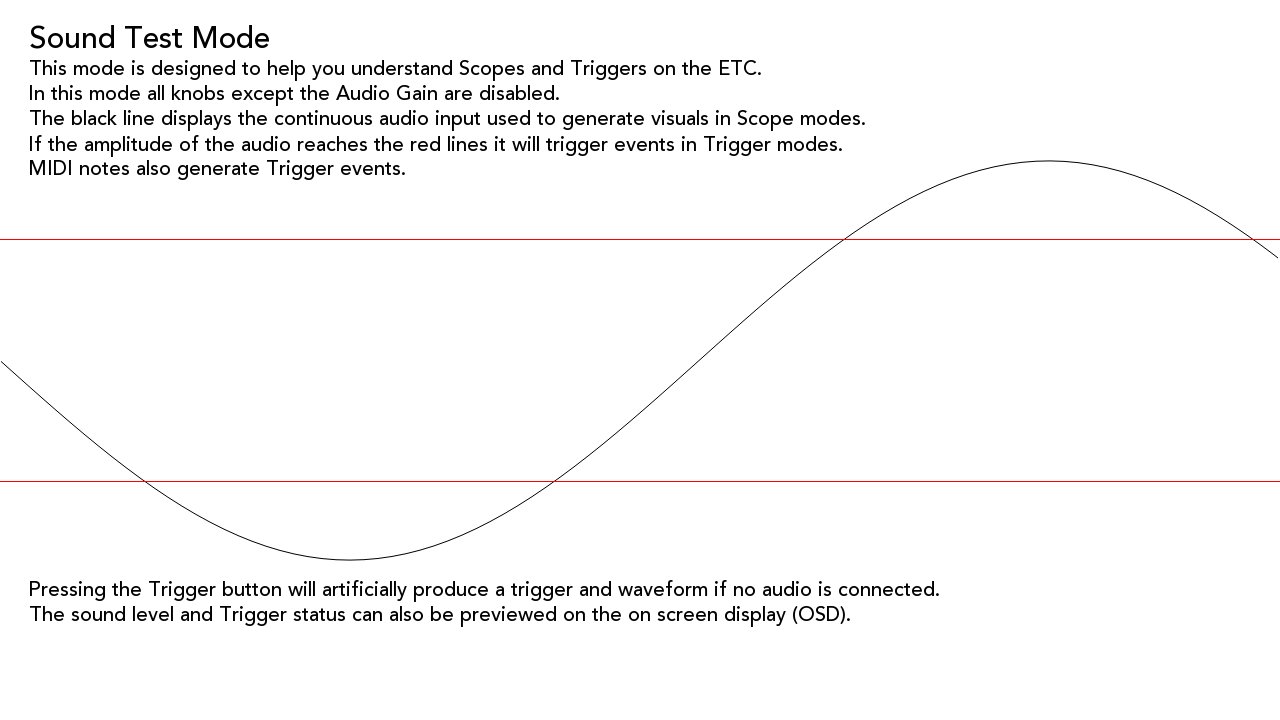 Sound Test Mode
This mode is designed to help you understand Scopes and Triggers on the ETC.
In this mode all knobs except the Audio Gain are disabled.
The black line displays the continuous audio input used to generate visuals in Scope modes.
If the amplitude of the audio reaches the red lines it will trigger events in Trigger modes.
MIDI notes also generate Trigger events.
Pressing the Trigger button will artificially produce a trigger and waveform if no audio is connected.
The sound level and Trigger status can also be previewed on the on screen display (OSD).